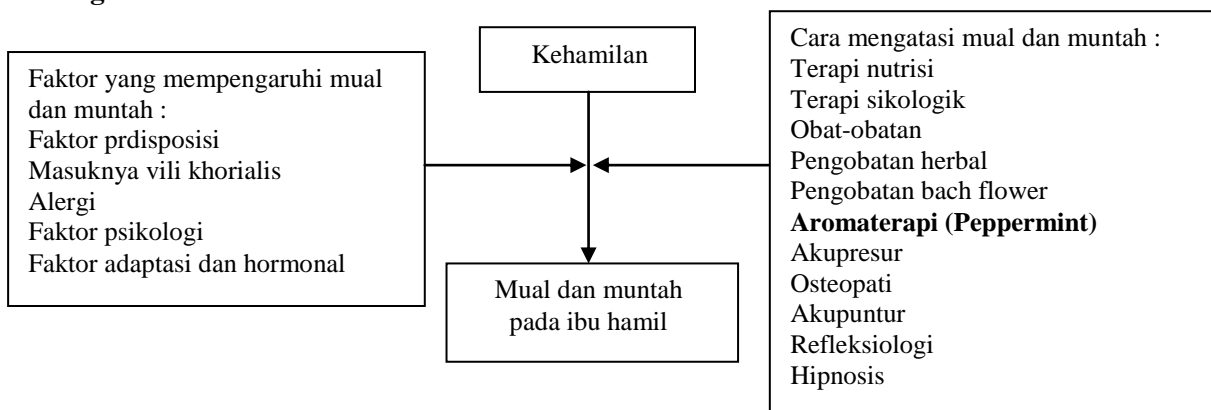 Faktor yang mempengaruhi mual
dan muntah :
Faktor prdisposisi
Masuknya vili khorialis
Alergi
Faktor psikologi
Faktor adaptasi dan hormonal
Kehamilan
Mual dan muntah
pada ibu hamil
Cara mengatasi mual dan muntah :
Terapi nutrisi
Terapi sikologik
Obat-obatan
Pengobatan herbal
Pengobatan bach flower
Aromaterapi (Peppermint)
Akupresur
Osteopati
Akupuntur
Refleksiologi
Hipnosis